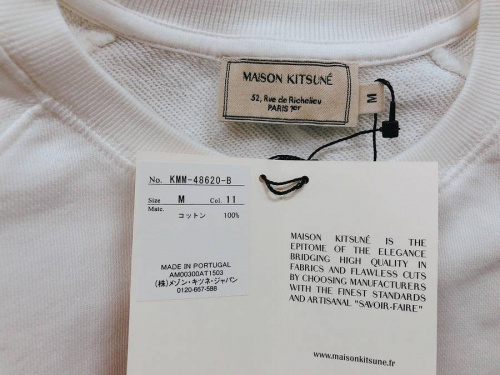 MAISON KITSUNÉ
52, Rue de Richelieu
PARIS 1er
M
No. KMM-48620-B
Size M Col. 11
Mate.
コットン 100%
MADE IN PORTUGAL
AM00300AT1503
(株)メゾン・キツネ・ジャパン
0120-667-588
MAISON KITSUNÉ IS THE
EPITOME OF THE ELEGANCE
BRIDGING HIGH QUALITY IN
FABRICS AND FLAWLESS CUTS
BY CHOOSING MANUFACTURERS
WITH THE FINEST STANDARDS
AND ARTISANAL "SAVOIR-FAIRE"
www.maisonkitsune.fr